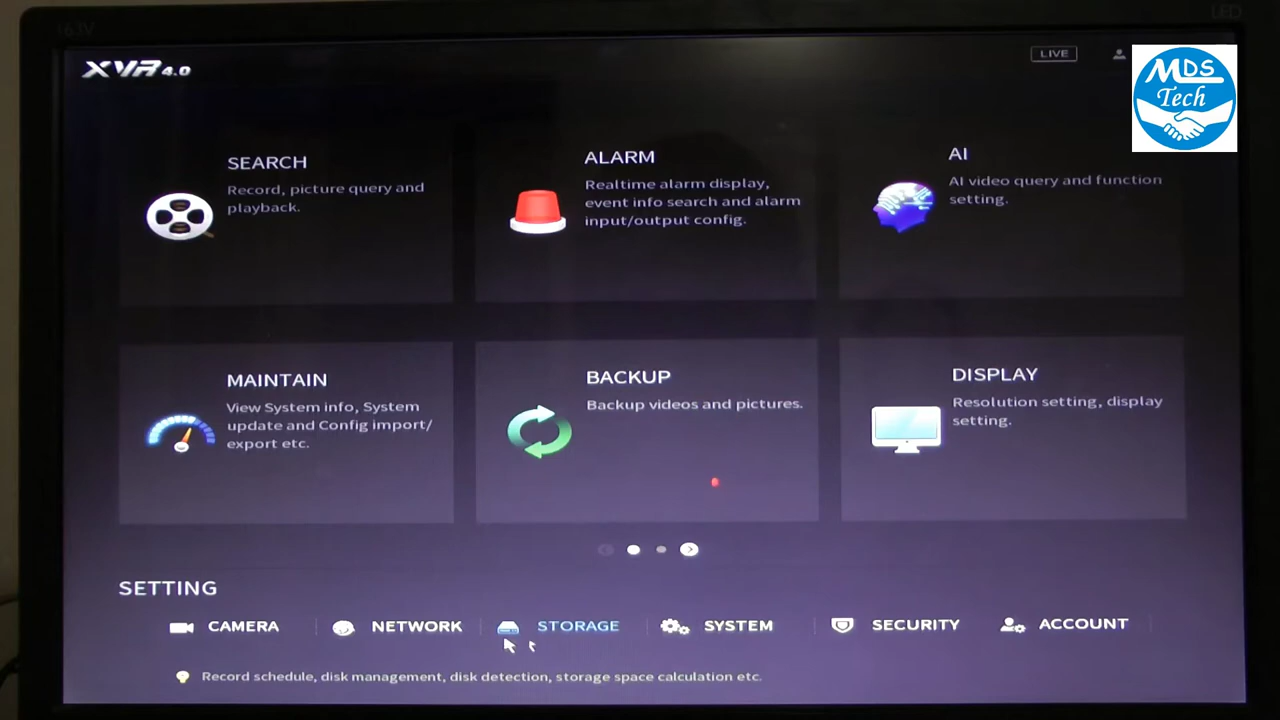 163V
LED
XVR 4.0
LIVE
MDS
Tech
SEARCH
Record, picture query and
playback.
ALARM
Realtime alarm display,
event info search and alarm
input/output config.
AI
AI video query and function
setting.
MAINTAIN
View System info, System
update and Config import/
export etc.
BACKUP
Backup videos and pictures.
DISPLAY
Resolution setting, display
setting.
SETTING
CAMERA
NETWORK
STORAGE
SYSTEM
SECURITY
ACCOUNT
Record schedule, disk management, disk detection, storage space calculation etc.